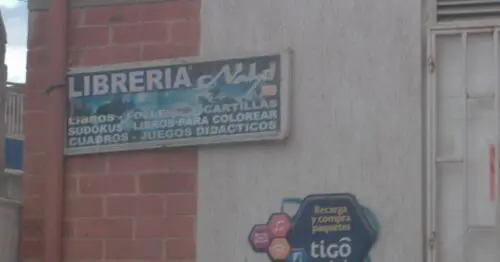 LIBRERIA
LIBROS - FOLLE CARTILLAS
SUDOKUS - LIBROS PARA COLOREAR
CUADROS - JUEGOS DIDACTICOS
Recarga
y compra
paquetes
tigo